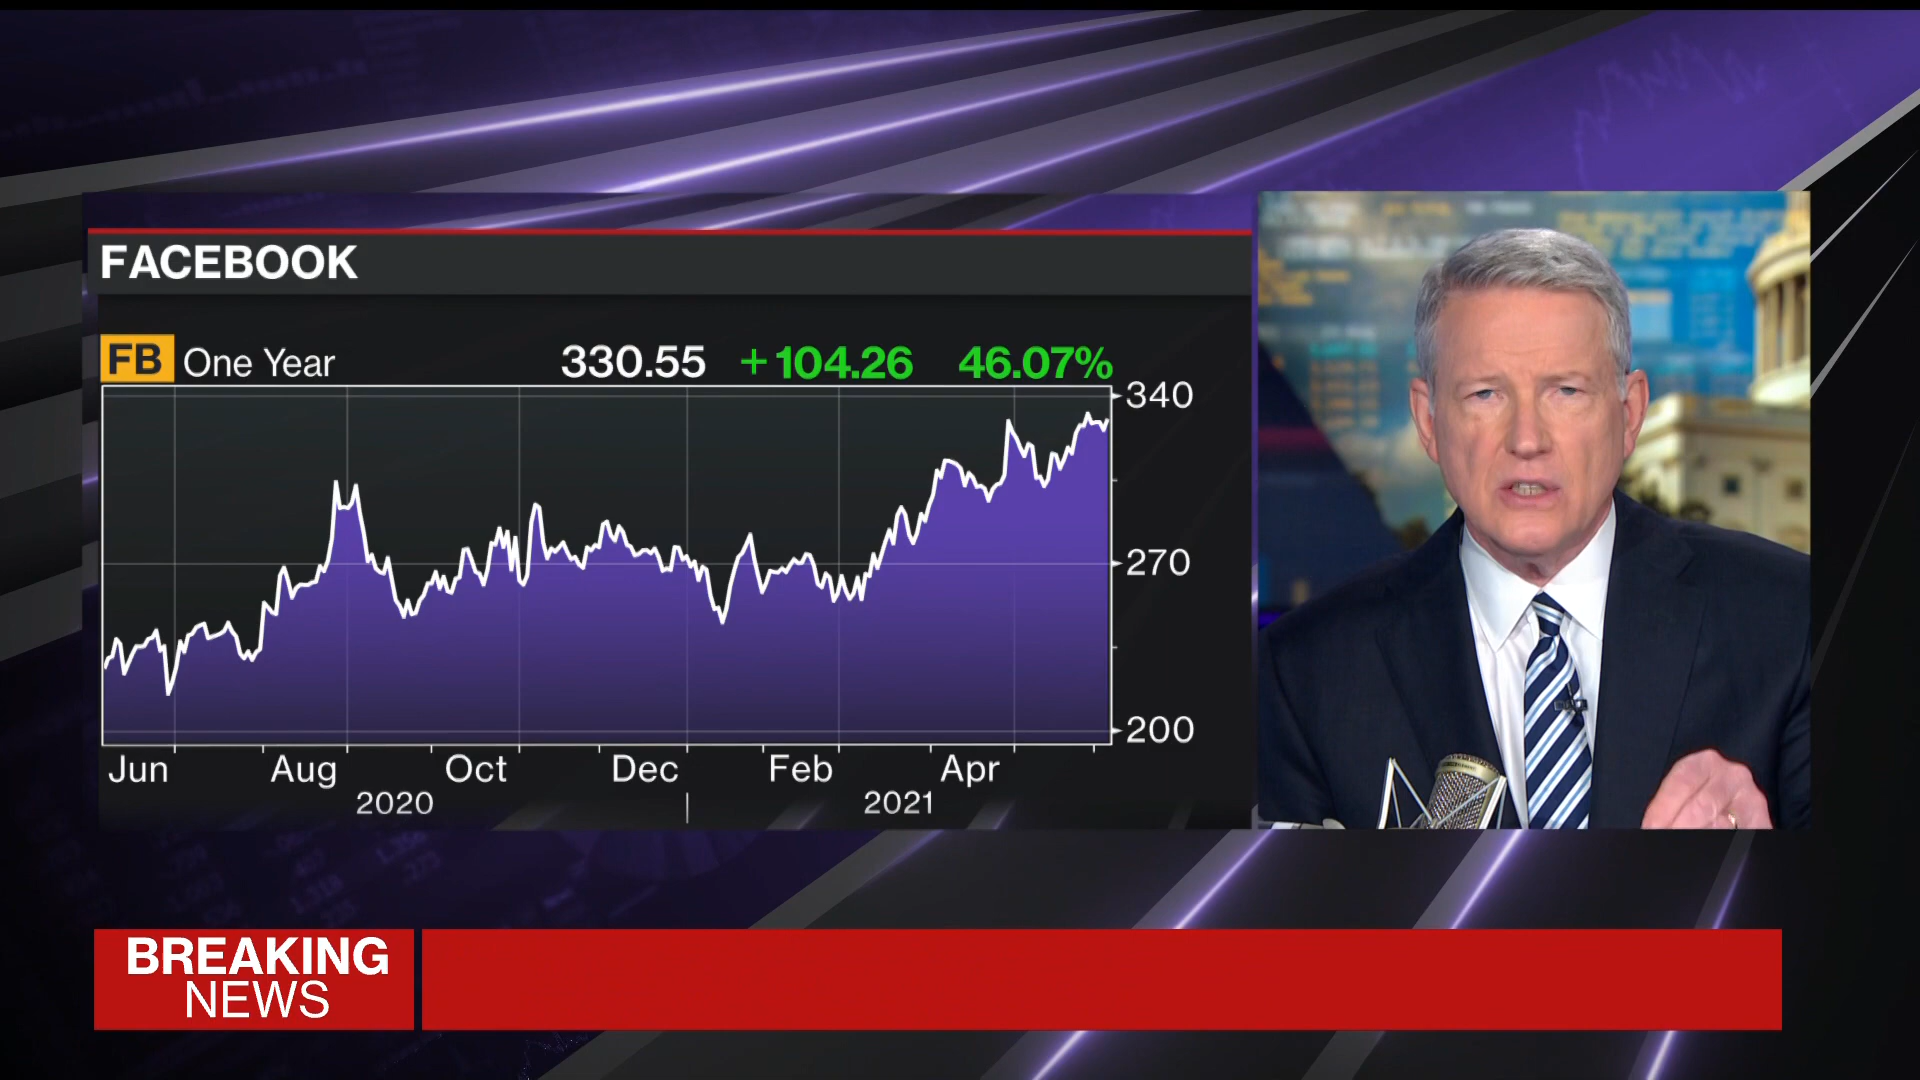 FACEBOOK
FB One Year 330.55 +104.26 46.07%
340
270
200
Jun Aug Oct Dec Feb Apr
2020 2021
BREAKING
NEWS